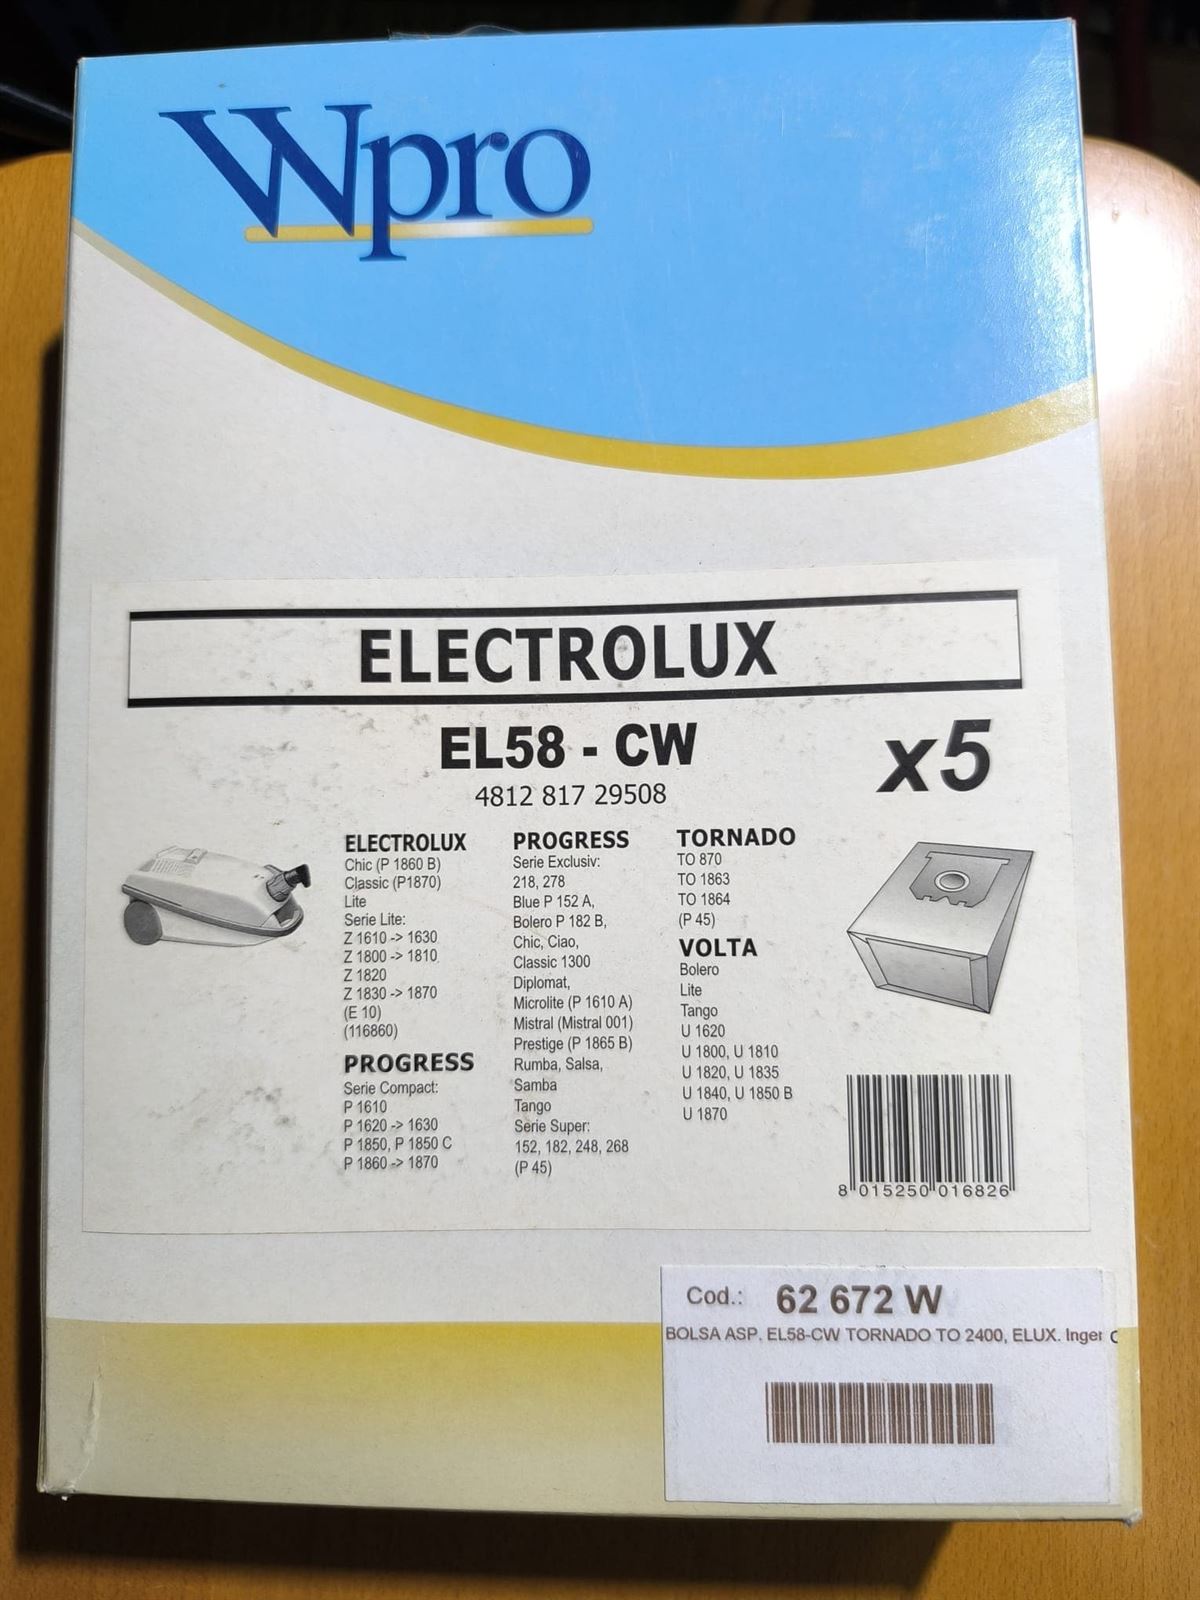 Wpro
ELECTROLUX
EL58 - CW
x5
4812 817 29508
ELECTROLUX
Chic (P 1860 B)
Classic (P1870)
Lite
Serie Lite:
Z 1610 -> 1630
Z 1800 -> 1810
Z 1820
Z 1830 -> 1870
(E 10)
(116860)
PROGRESS
Serie Compact:
P 1610
P 1620 -> 1630
P 1850, P 1850 C
P 1860 -> 1870
PROGRESS
Serie Exclusiv:
218, 278
Blue P 152 A,
Bolero P 182 B,
Chic, Ciao,
Classic 1300
Diplomat,
Microlite (P 1610 A)
Mistral (Mistral 001)
Prestige (P 1865 B)
Rumba, Salsa,
Samba
Tango
Serie Super:
152, 182, 248, 268
(P 45)
TORNADO
TO 870
TO 1863
TO 1864
(P 45)
VOLTA
Bolero
Lite
Tango
U 1620
U 1800, U 1810
U 1820, U 1835
U 1840, U 1850 B
U 1870
8 015250 016826
Cod.: 62 672 W
BOLSA ASP. EL58-CW TORNADO TO 2400, ELUX. Inger